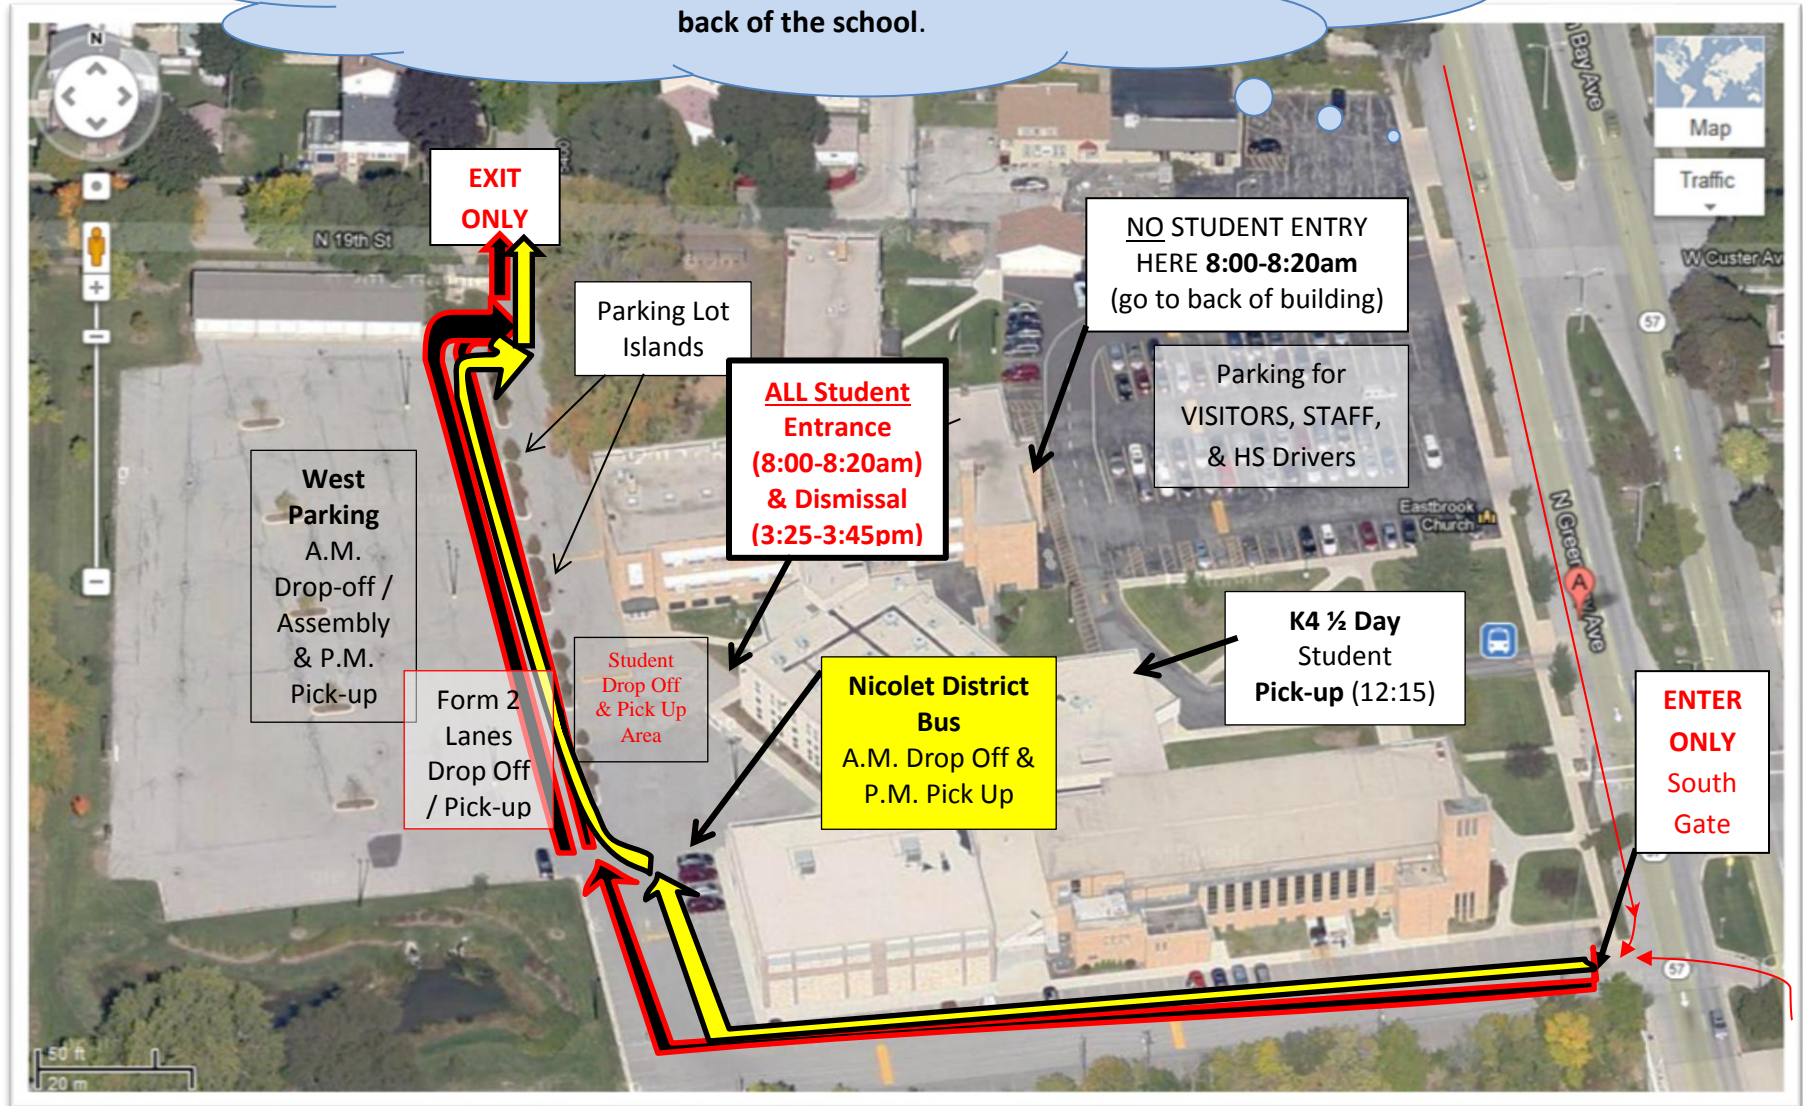 back of the school.
N
Map
Traffic
Bay Ave
W Custer Av
57
N 19th St
5400
EXIT
ONLY
Parking Lot
Islands
NO STUDENT ENTRY
HERE 8:00-8:20am
(go to back of building)
Parking for
VISITORS, STAFF,
& HS Drivers
ALL Student
Entrance
(8:00-8:20am)
& Dismissal
(3:25-3:45pm)
West
Parking
A.M.
Drop-off /
Assembly
& P.M.
Pick-up
Eastbrook
Church
N Green
Ave
A
Form 2
Lanes
Drop Off
/ Pick-up
Student
Drop Off
& Pick Up
Area
Nicolet District
Bus
A.M. Drop Off &
P.M. Pick Up
K4 ½ Day
Student
Pick-up (12:15)
ENTER
ONLY
South
Gate
57
57
50 ft
20 m